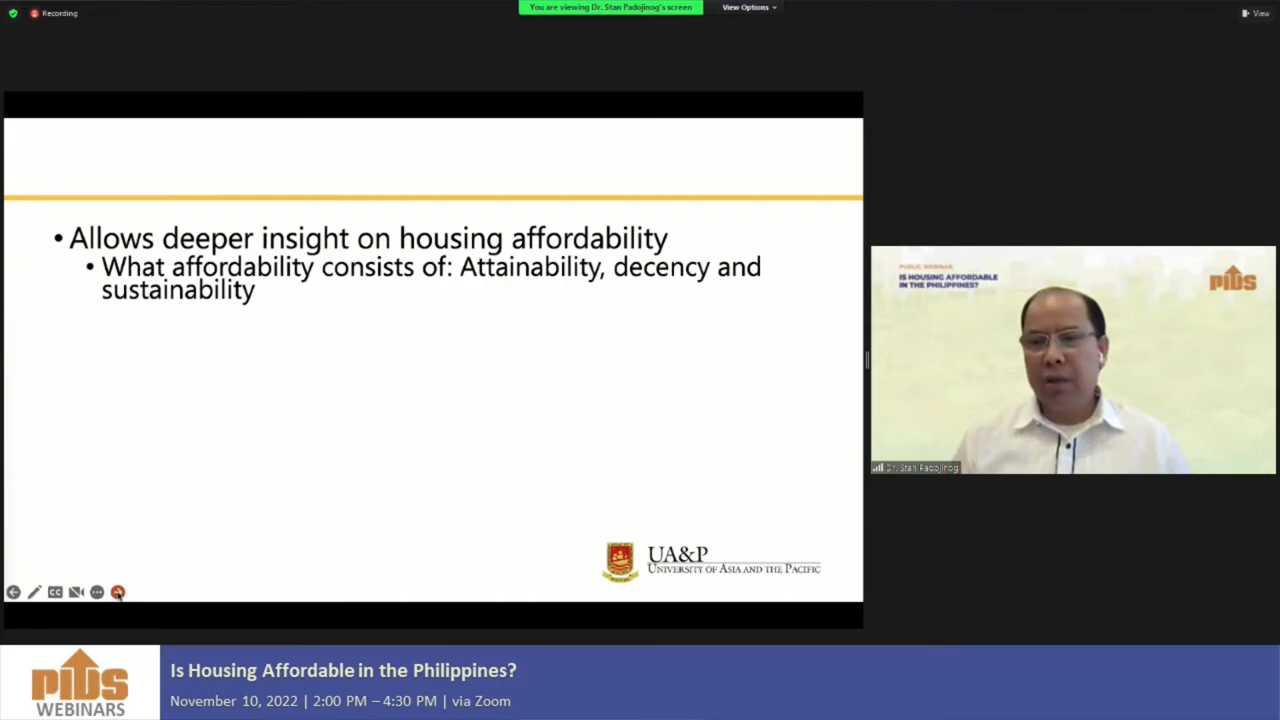 Recording
You are viewing Dr. Stan Padojinog's screen
View Options
View
• Allows deeper insight on housing affordability
• What affordability consists of: Attainability, decency and
sustainability
UA&P
UNIVERSITY OF ASIA AND THE PACIFIC
CC
PUBLIC WEBINAR
IS HOUSING AFFORDABLE
IN THE PHILIPPINES?
PIDS
Dr. Stan Padojinog
PIDS
WEBINARS
Is Housing Affordable in the Philippines?
November 10, 2022 | 2:00 PM – 4:30 PM | via Zoom